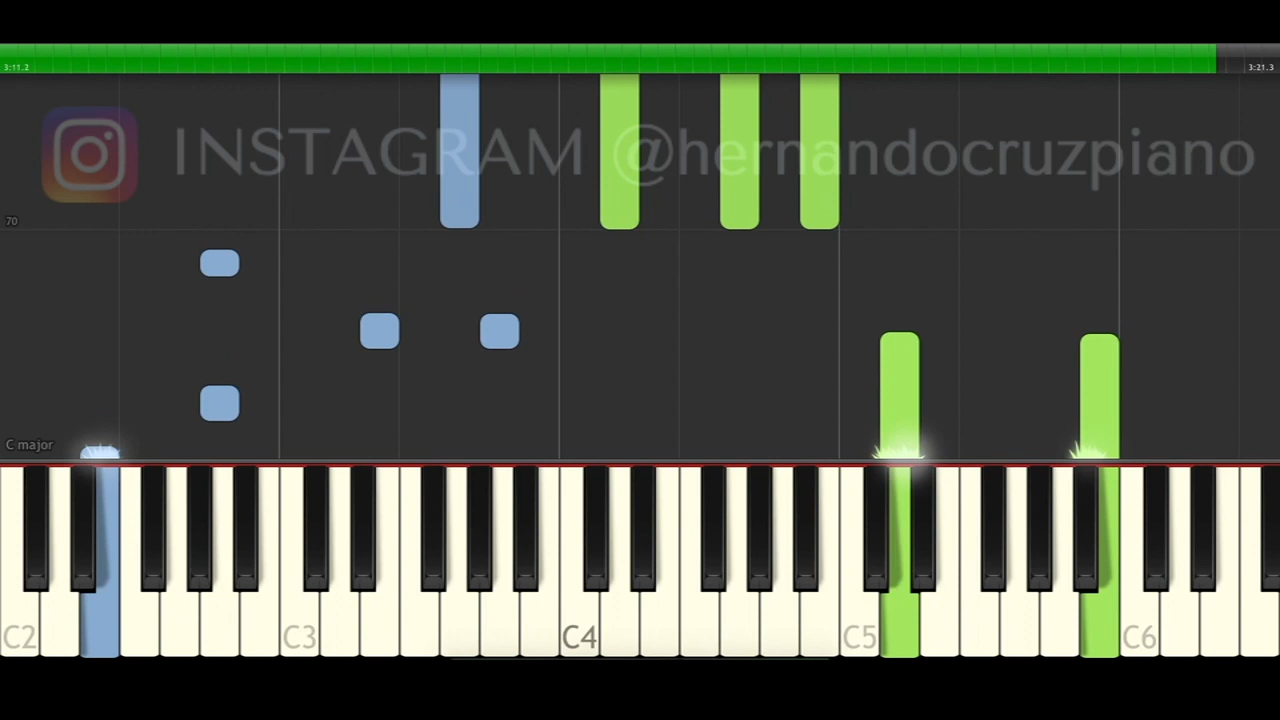 3:11.2
3:21.3
INSTAGRAM @hernandocruzpiano
70
C major
C2
C3
C4
C5
C6